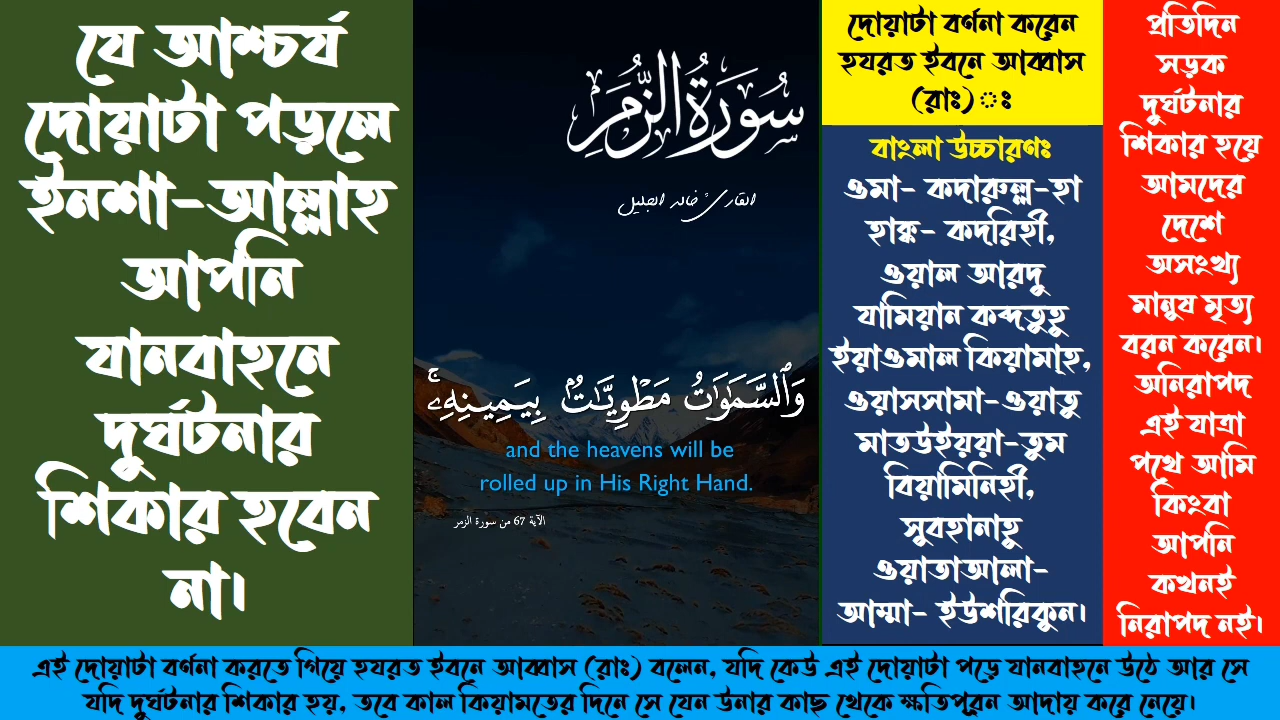 যে আশ্চর্য
দোয়াটা পড়লে
ইনশা-আল্লাহ
আপনি
যানবাহনে
দুর্ঘটনার
শিকার হবেন
না।
سُورَةُ الزُّمَر
القارئ خالد الجليل
وَٱلسَّمَٰوَٰتُ مَطْوِيَّٰتٌۢ بِيَمِينِهِۦۚ
and the heavens will be
rolled up in His Right Hand.
الآية 67 من سورة الزمر
দোয়াটা বর্ণনা করেন
হযরত ইবনে আব্বাস
(রাঃ)ঃ
বাংলা উচ্চারণঃ
ওমা- কদারুল্ল-হা
হাক্ক- কদরিহী,
ওয়াল আরদু
যামিয়ান কব্দতুহু
ইয়াওমাল কিয়ামা্হ,
ওয়াসসামা-ওয়াতু
মাতউইয়য়া-তুম
বিয়ামিনিহী,
সুবহানাহু
ওয়াতাআলা-
আম্মা- ইউশরিকুন।
প্রতিদিন
সড়ক
দুর্ঘটনার
শিকার হয়ে
আমদের
দেশে
অসংখ্য
মানুষ মৃত্য
বরন করেন।
অনিরাপদ
এই যাত্রা
পথে আমি
কিংবা
আপনি
কখনই
নিরাপদ নই।
এই দোয়াটা বর্ণনা করতে গিয়ে হযরত ইবনে আব্বাস (রাঃ) বলেন, যদি কেউ এই দোয়াটা পড়ে যানবাহনে উঠে আর সে
যদি দুর্ঘটনার শিকার হয়, তবে কাল কিয়ামতের দিনে সে যেন উনার কাছ থেকে ক্ষতিপূরন আদায় করে নেয়ে।